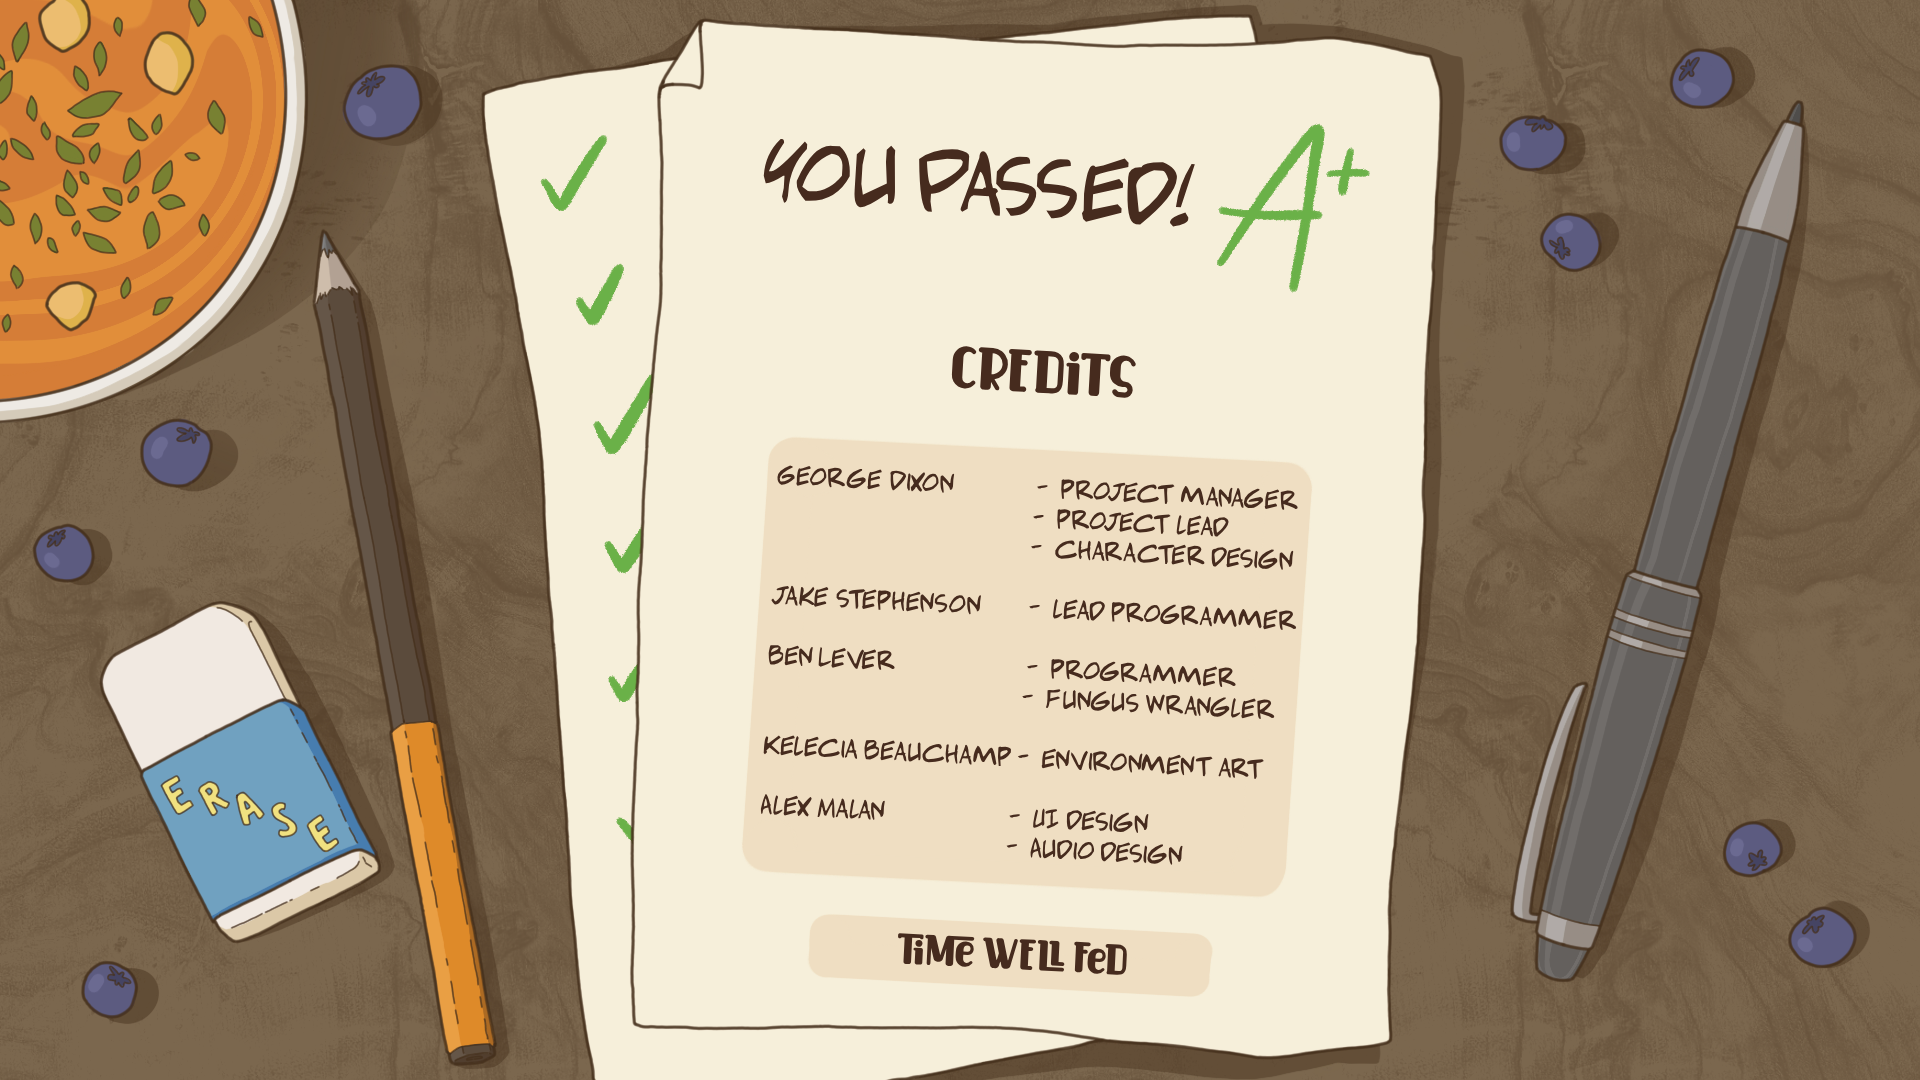 YOU PASSED! A+
CREDITS
GEORGE DIXON - PROJECT MANAGER
- PROJECT LEAD
- CHARACTER DESIGN
JAKE STEPHENSON - LEAD PROGRAMMER
BEN LEVER - PROGRAMMER
- FUNGUS WRANGLER
KELECIA BEAUCHAMP - ENVIRONMENT ART
ALEX MALAN - UI DESIGN
- AUDIO DESIGN
TiMe WELL FeD
ERASE